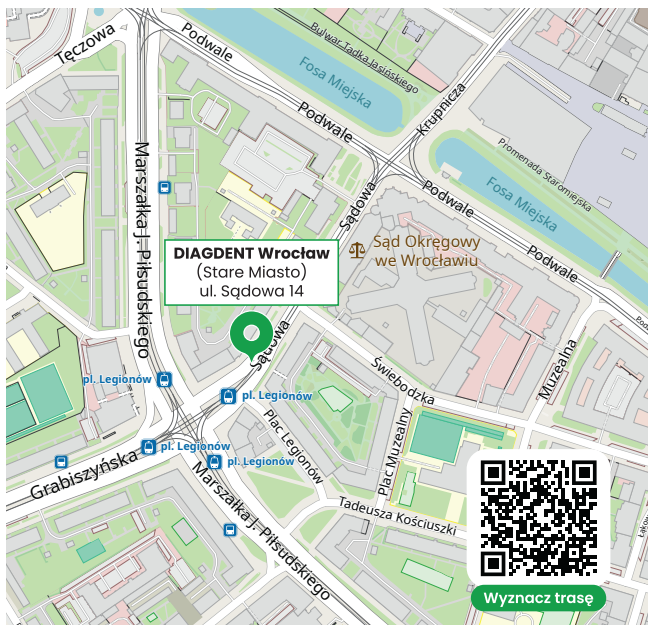 Tęczowa
Podwale
Bulwar Tadka Jasińskiego
Fosa Miejska
Podwale
Krupnicza
Promenada Staromiejska
Marszałka J. Piłsudskiego
Sądowa
Podwale
Fosa Miejska
Sąd Okręgowy
we Wrocławiu
Podwale
DIAGDENT Wrocław
(Stare Miasto)
ul. Sądowa 14
Sądowa
Świebodzka
Muzealna
pl. Legionów
pl. Legionów
Plac Legionów
Plac Muzealny
pl. Legionów
pl. Legionów
Grabiszyńska
Marszałka J. Piłsudskiego
Tadeusza Kościuszki
Wyznacz trasę